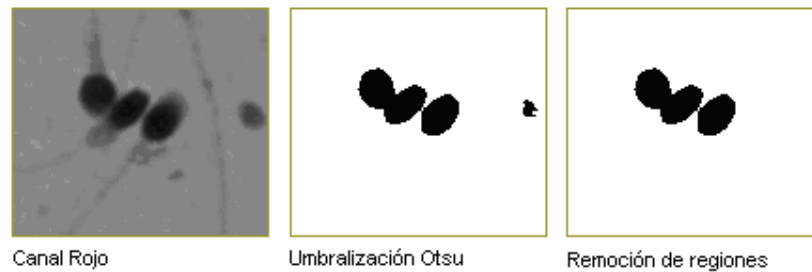 Canal Rojo
Umbralización Otsu
Remoción de regiones